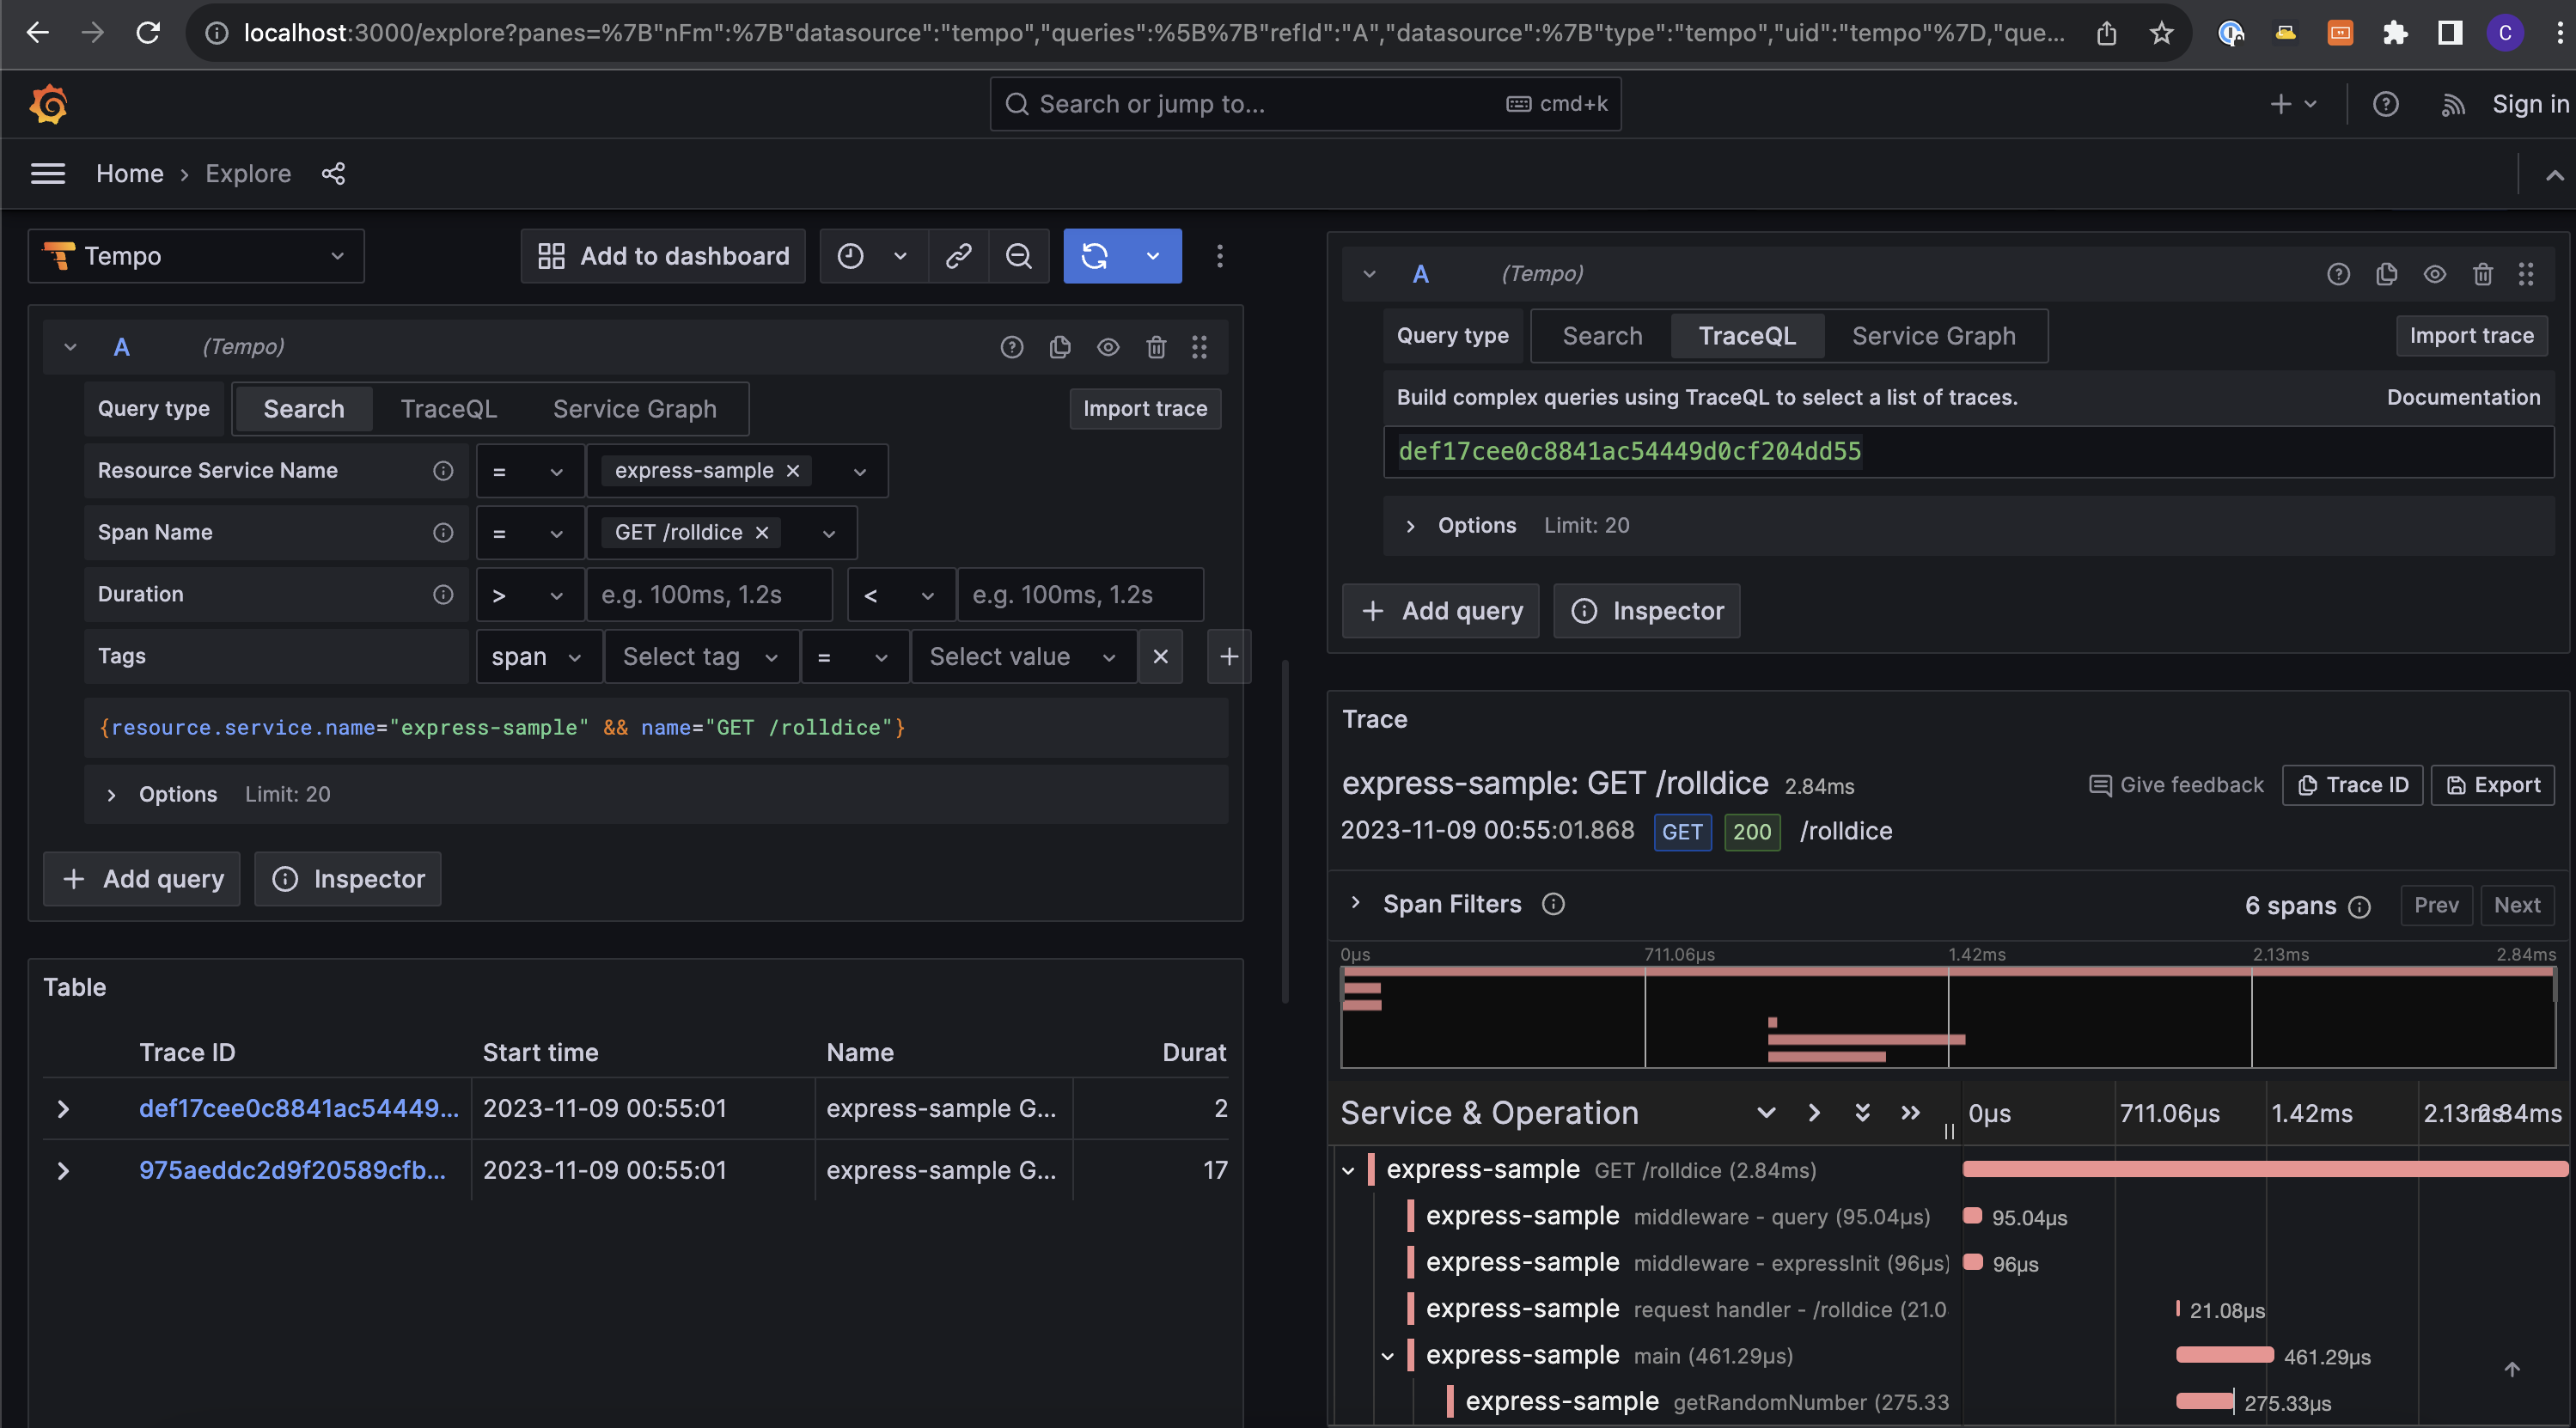 localhost:3000/explore?panes=%7B"nFm":%7B"datasource":"tempo","queries":%5B%7B"refId":"A","datasource":%7B"type":"tempo","uid":"tempo"%7D,"que...
C
Search or jump to...
cmd+k
Sign in
Home › Explore
Tempo
Add to dashboard
A (Tempo)
Query type
Search TraceQL Service Graph
Import trace
Resource Service Name = express-sample
Span Name = GET /rolldice
Duration > e.g. 100ms, 1.2s < e.g. 100ms, 1.2s
Tags span Select tag = Select value
{resource.service.name="express-sample" && name="GET /rolldice"}
Options Limit: 20
+ Add query
Inspector
Table
Trace ID Start time Name Durat
def17cee0c8841ac54449... 2023-11-09 00:55:01 express-sample G... 2
975aeddc2d9f20589cfb... 2023-11-09 00:55:01 express-sample G... 17
A (Tempo)
Query type
Search TraceQL Service Graph
Import trace
Build complex queries using TraceQL to select a list of traces.
Documentation
def17cee0c8841ac54449d0cf204dd55
Options Limit: 20
+ Add query
Inspector
Trace
express-sample: GET /rolldice 2.84ms
Give feedback
Trace ID
Export
2023-11-09 00:55:01.868 GET 200 /rolldice
Span Filters
6 spans
Prev
Next
0μs 711.06μs 1.42ms 2.13ms 2.84ms
Service & Operation
0μs 711.06μs 1.42ms 2.13ms 2.84ms
express-sample GET /rolldice (2.84ms)
express-sample middleware - query (95.04μs) 95.04μs
express-sample middleware - expressInit (96μs) 96μs
express-sample request handler - /rolldice (21.0 21.08μs
express-sample main (461.29μs) 461.29μs
express-sample getRandomNumber (275.33 275.33μs